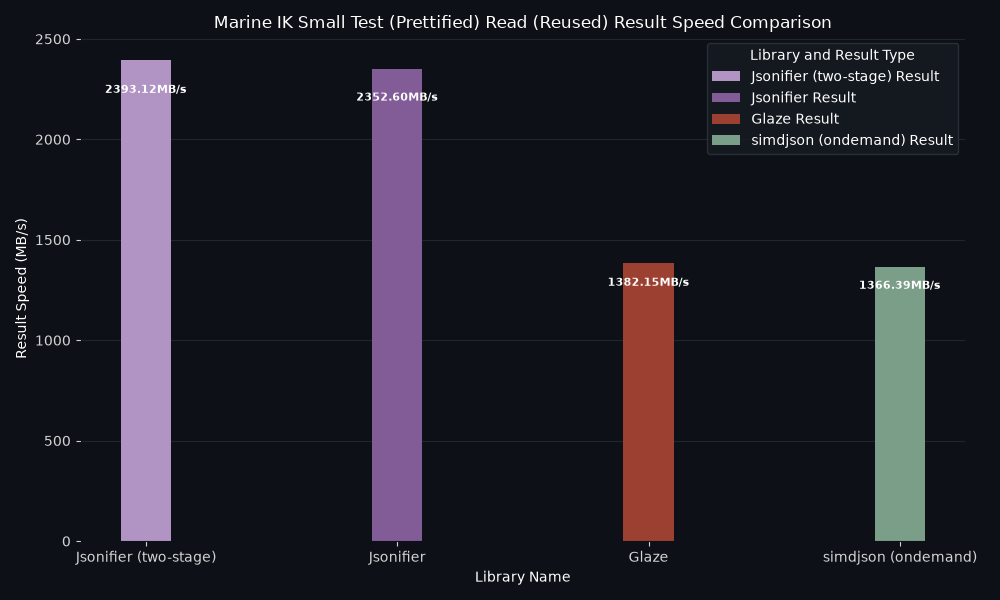 Marine IK Small Test (Prettified) Read (Reused) Result Speed Comparison
Library and Result Type
Jsonifier (two-stage) Result
Jsonifier Result
Glaze Result
simdjson (ondemand) Result
Result Speed (MB/s)
2500
2000
1500
1000
500
0
2393.12MB/s
2352.60MB/s
1382.15MB/s
1366.39MB/s
Jsonifier (two-stage)
Jsonifier
Glaze
simdjson (ondemand)
Library Name